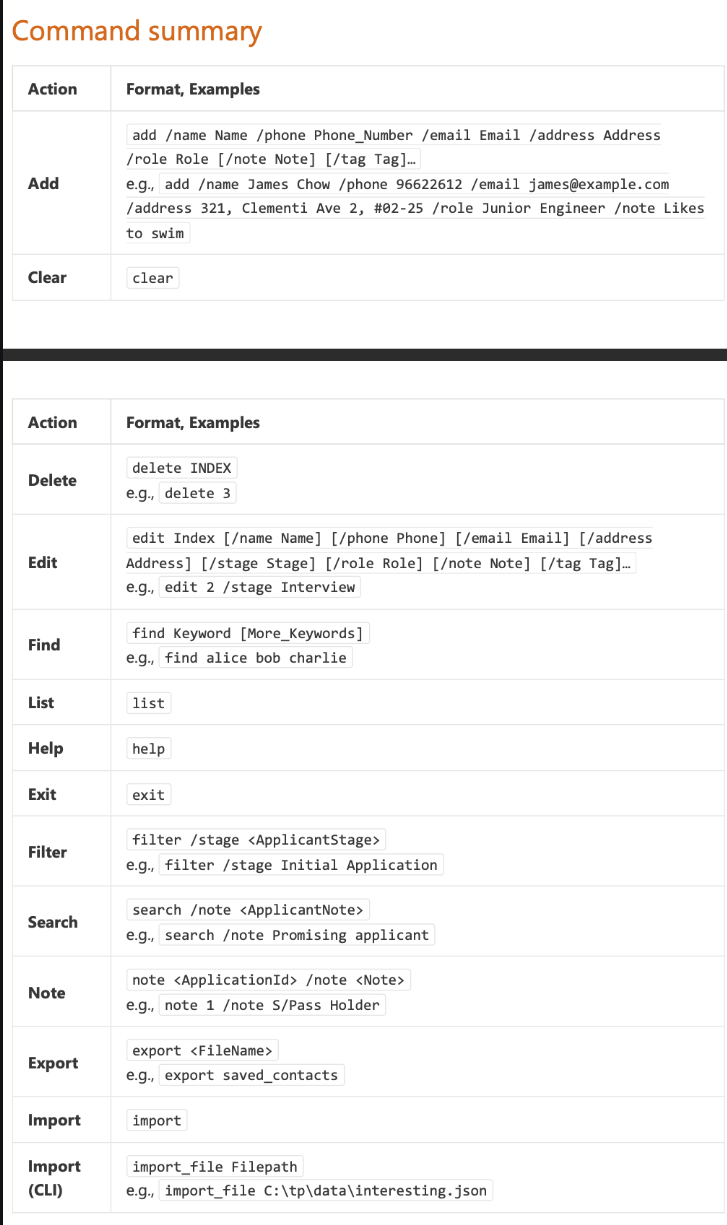 Command summary
Action Format, Examples
Add
add /name Name /phone Phone_Number /email Email /address Address
/role Role [/note Note] [/tag Tag]…
e.g., add /name James Chow /phone 96622612 /email james@example.com
/address 321, Clementi Ave 2, #02-25 /role Junior Engineer /note Likes
to swim
Clear clear
Action Format, Examples
Delete
delete INDEX
e.g., delete 3
Edit
edit Index [/name Name] [/phone Phone] [/email Email] [/address
Address] [/stage Stage] [/role Role] [/note Note] [/tag Tag]…
e.g., edit 2 /stage Interview
Find
find Keyword [More_Keywords]
e.g., find alice bob charlie
List list
Help help
Exit exit
Filter
filter /stage <ApplicantStage>
e.g., filter /stage Initial Application
Search
search /note <ApplicantNote>
e.g., search /note Promising applicant
Note
note <ApplicationId> /note <Note>
e.g., note 1 /note S/Pass Holder
Export
export <FileName>
e.g., export saved_contacts
Import import
Import
(CLI)
import_file Filepath
e.g., import_file C:\tp\data\interesting.json